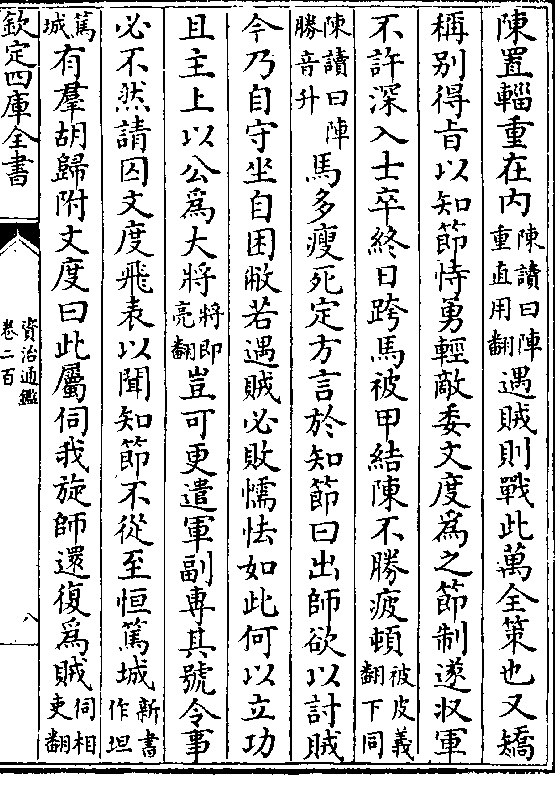 陳置輜重在内陳讀曰陣重直用翻遇賊則戰此萬全策也又矯
稱别得旨以知節恃勇輕敵委文度爲之節制遂收軍
不許深入士卒終日跨馬被甲結陳不勝疲頓被皮義翻下同
陳讀曰陣勝音升馬多瘦死定方言於知節曰出師欲以討賊
今乃自守坐自困敝若遇賊必敗懦怯如此何以立功
且主上以公爲大將將即亮翻豈可更遣軍副專其號令事
必不然請囚文度飛表以聞知節不從至恒篤城新書作坦
篤城有羣胡歸附文度曰此屬伺我旋師還復爲賊伺相吏翻
欽定四庫全書
資治通鑑
卷二百
八